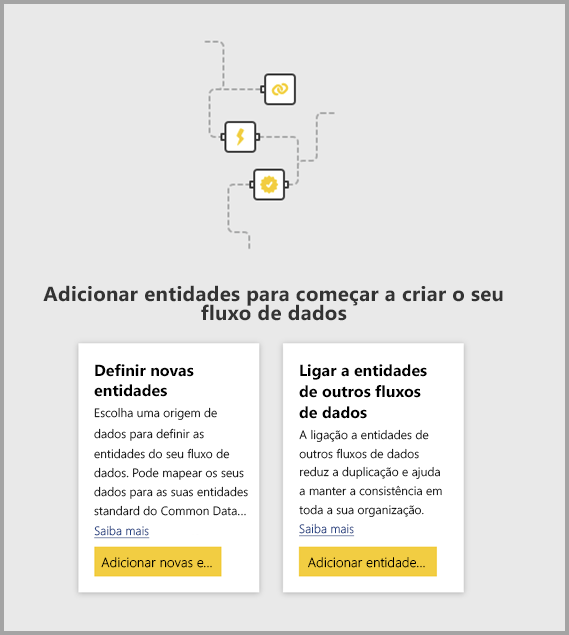 Adicionar entidades para começar a criar o seu
fluxo de dados
Definir novas
entidades
Escolha uma origem de
dados para definir as
entidades do seu fluxo de
dados. Pode mapear os seus
dados para as suas entidades
standard do Common Data...
Saiba mais
Adicionar novas e...
Ligar a entidades
de outros fluxos
de dados
A ligação a entidades de
outros fluxos de dados
reduz a duplicação e ajuda
a manter a consistência em
toda a sua organização.
Saiba mais
Adicionar entidade...